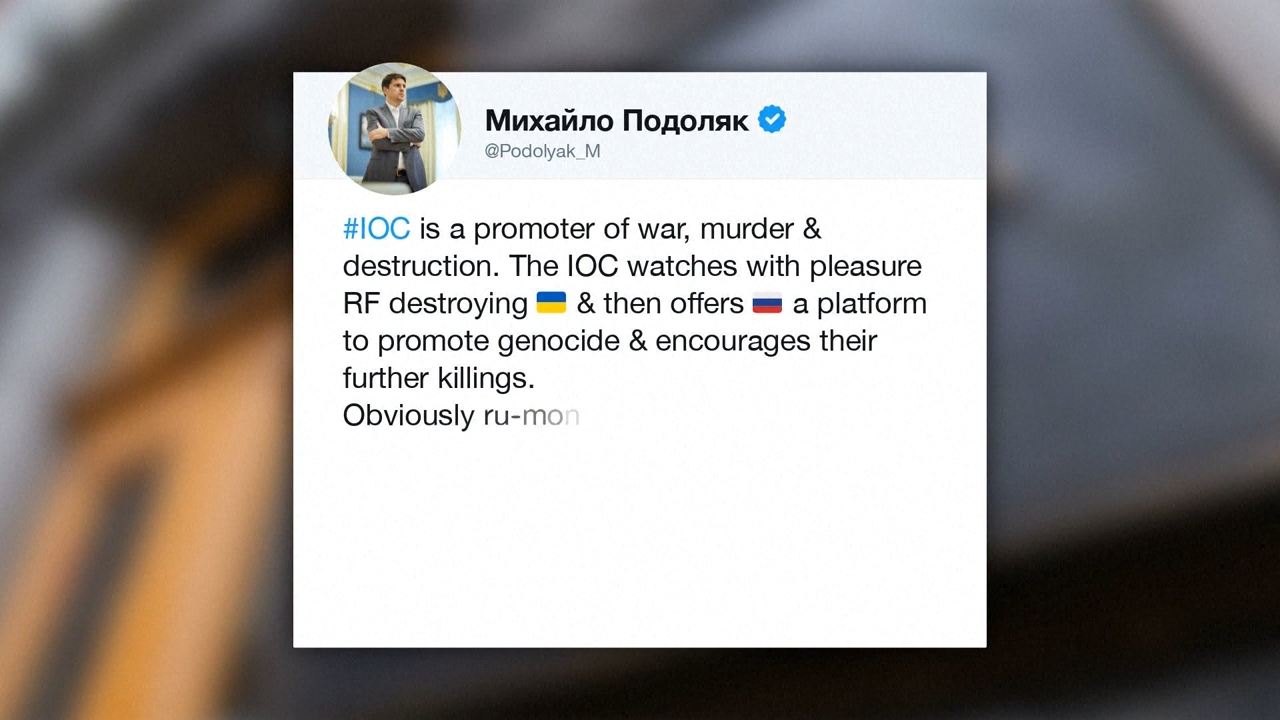 Михайло Подоляк
@Podolyak_M
#IOC is a promoter of war, murder &
destruction. The IOC watches with pleasure
RF destroying 🇺🇦 & then offers 🇷🇺 a platform
to promote genocide & encourages their
further killings.
Obviously ru-mon